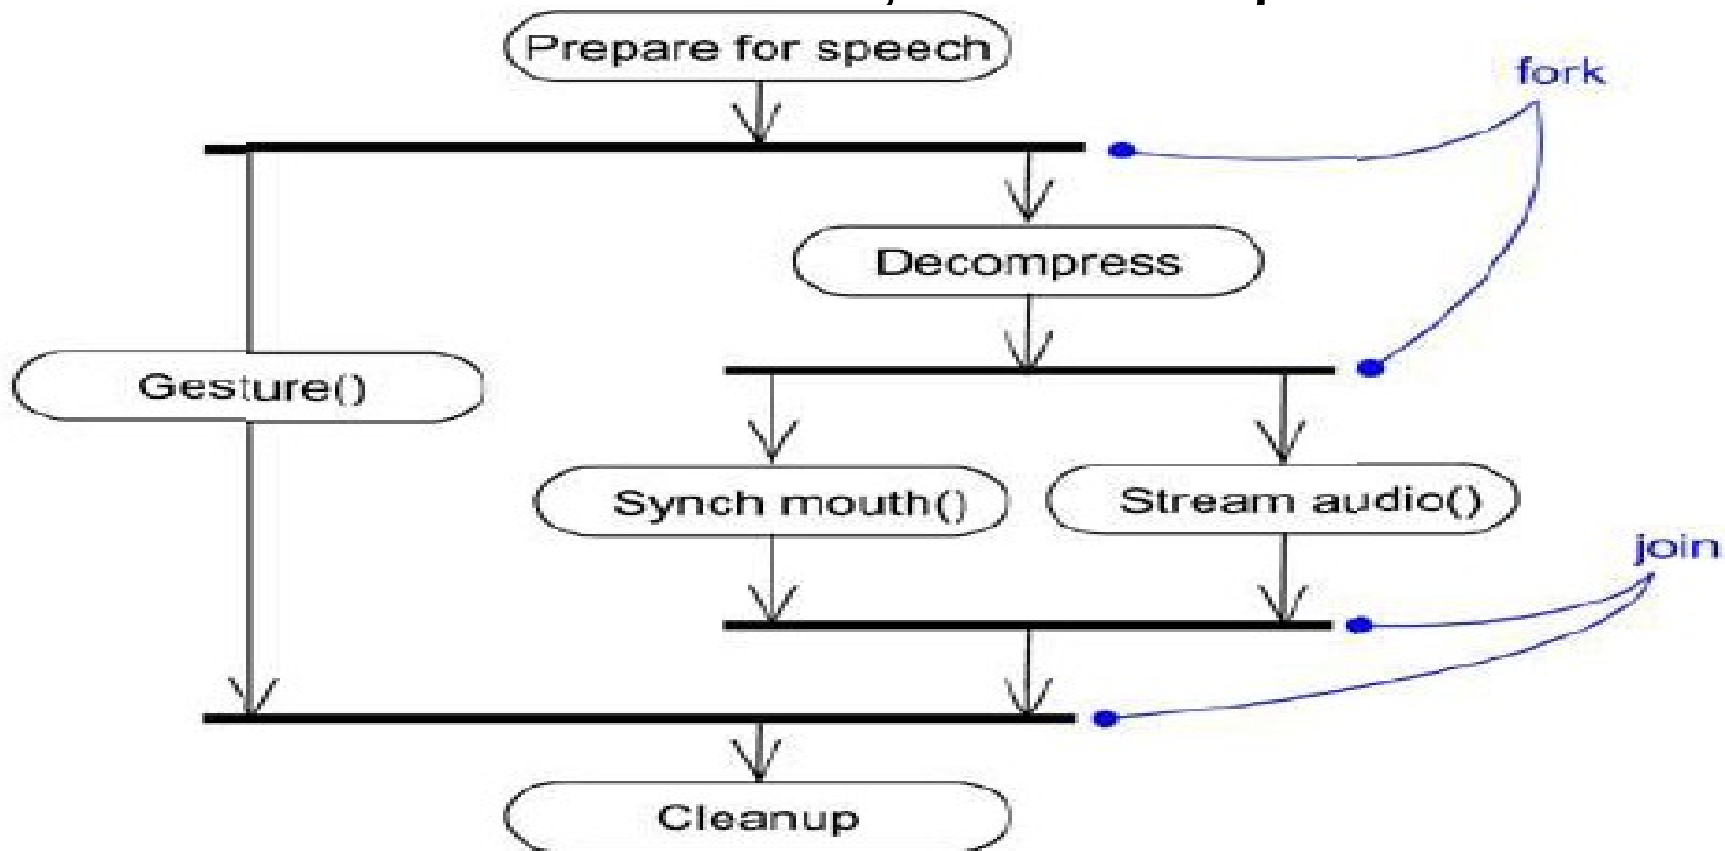 Prepare for speech
fork
Decompress
Gesture()
Synch mouth()
Stream audio()
join
Cleanup